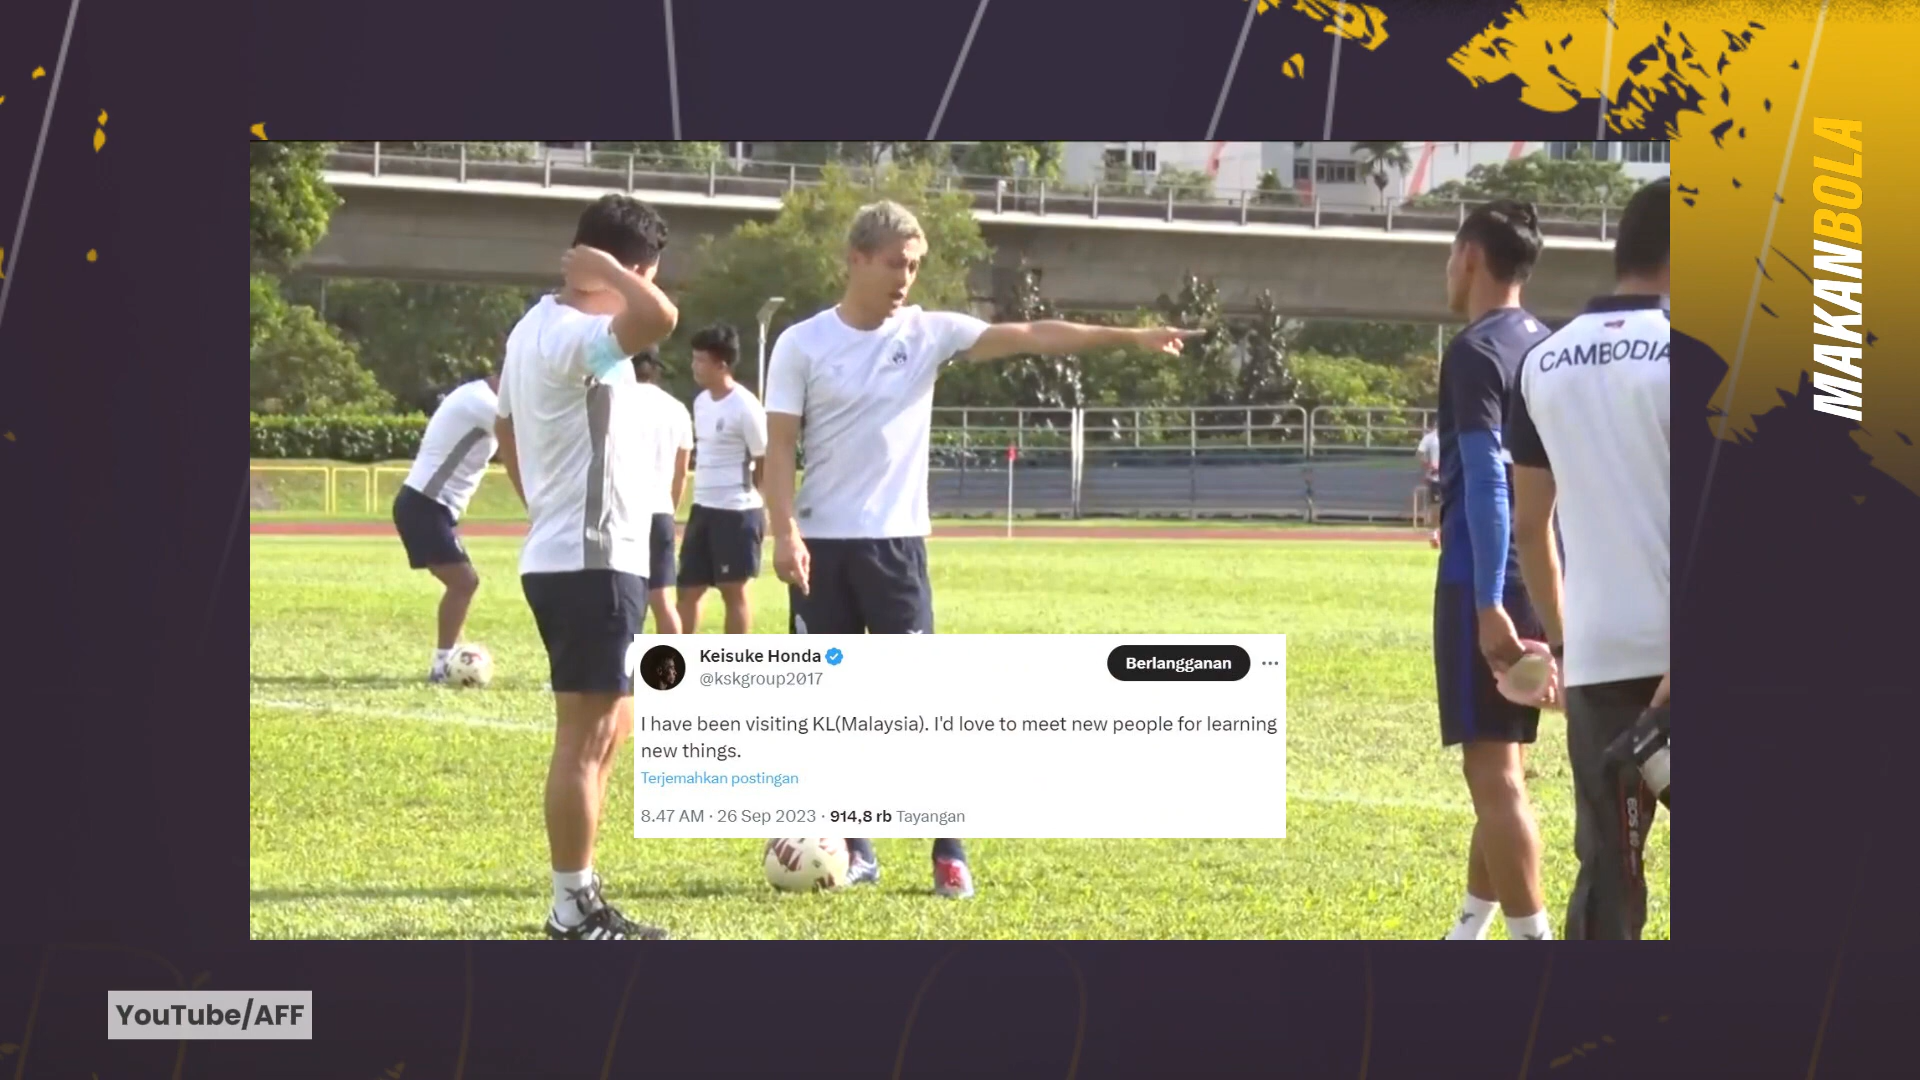 MAKANBOLA
CAMBODIA
Keisuke Honda
@kskgroup2017
Berlangganan
I have been visiting KL(Malaysia). I'd love to meet new people for learning
new things.
Terjemahkan postingan
8.47 AM · 26 Sep 2023 · 914,8 rb Tayangan
EOS
YouTube/AFF